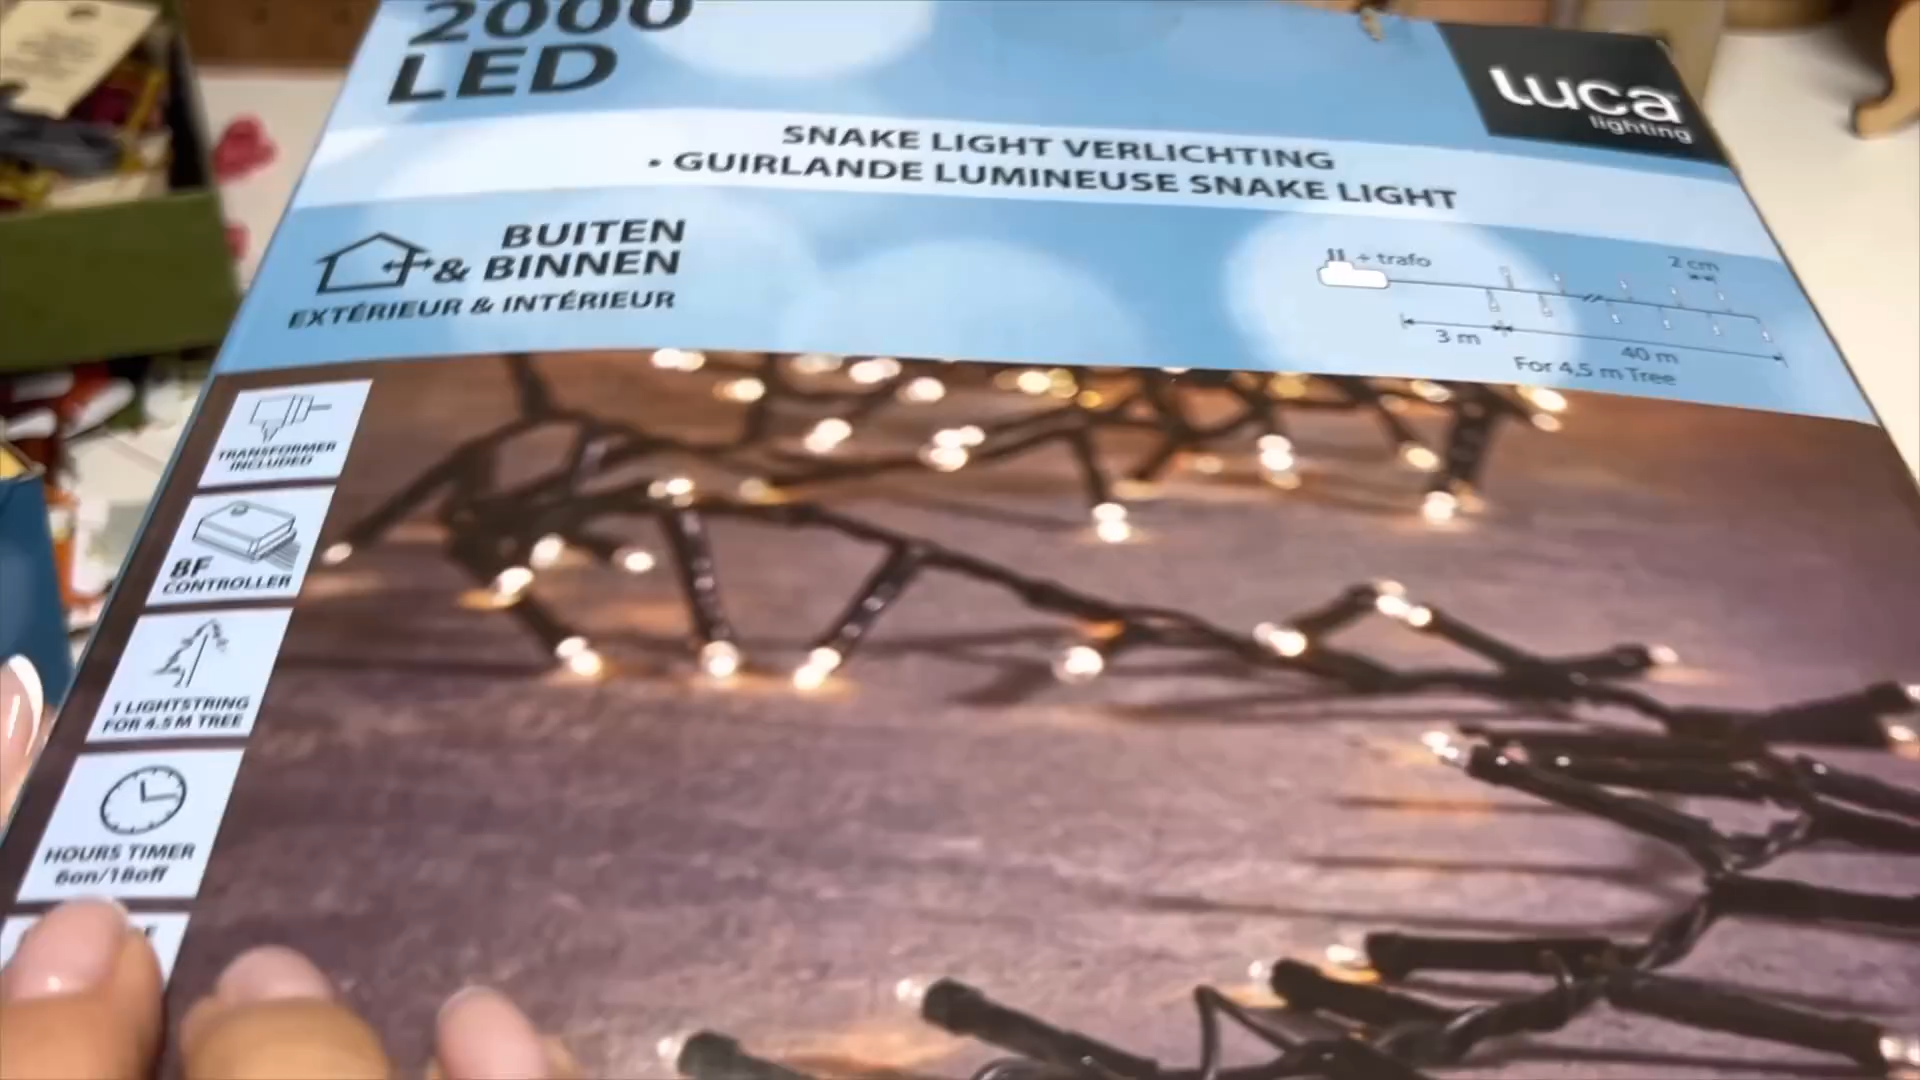 2000
LED
luca
lighting
SNAKE LIGHT VERLICHTING
• GUIRLANDE LUMINEUSE SNAKE LIGHT
BUITEN
& BINNEN
EXTÉRIEUR & INTÉRIEUR
+ trafo
2 cm
3 m
40 m
For 4,5 m Tree
TRANSFORMER
INCLUDED
8F
CONTROLLER
1 LIGHTSTRING
FOR 4.5 M TREE
HOURS TIMER
6on/18off